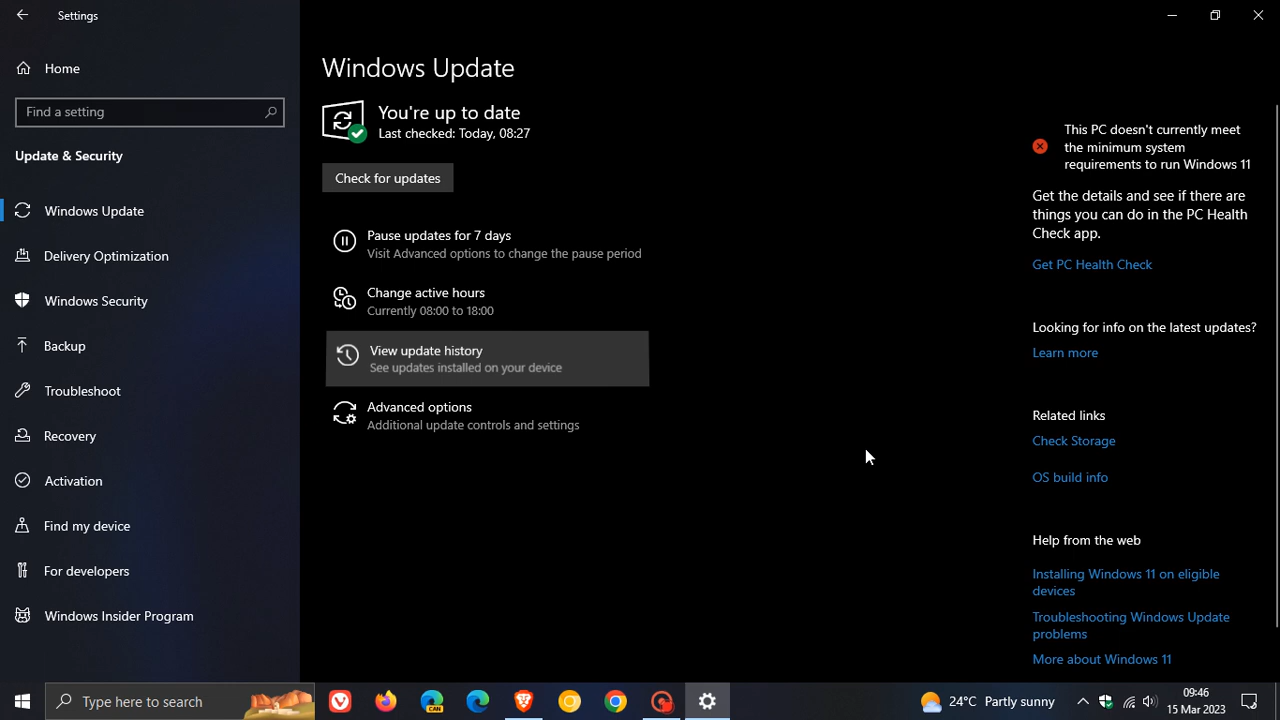 Settings
Home
Find a setting
Update & Security
Windows Update
Delivery Optimization
Windows Security
Backup
Troubleshoot
Recovery
Activation
Find my device
For developers
Windows Insider Program
Windows Update
You're up to date
Last checked: Today, 08:27
Check for updates
Pause updates for 7 days
Visit Advanced options to change the pause period
Change active hours
Currently 08:00 to 18:00
View update history
See updates installed on your device
Advanced options
Additional update controls and settings
This PC doesn't currently meet
the minimum system
requirements to run Windows 11
Get the details and see if there are
things you can do in the PC Health
Check app.
Get PC Health Check
Looking for info on the latest updates?
Learn more
Related links
Check Storage
OS build info
Help from the web
Installing Windows 11 on eligible
devices
Troubleshooting Windows Update
problems
More about Windows 11
Type here to search
CAN
24°C Partly sunny
09:46
15 Mar 2023